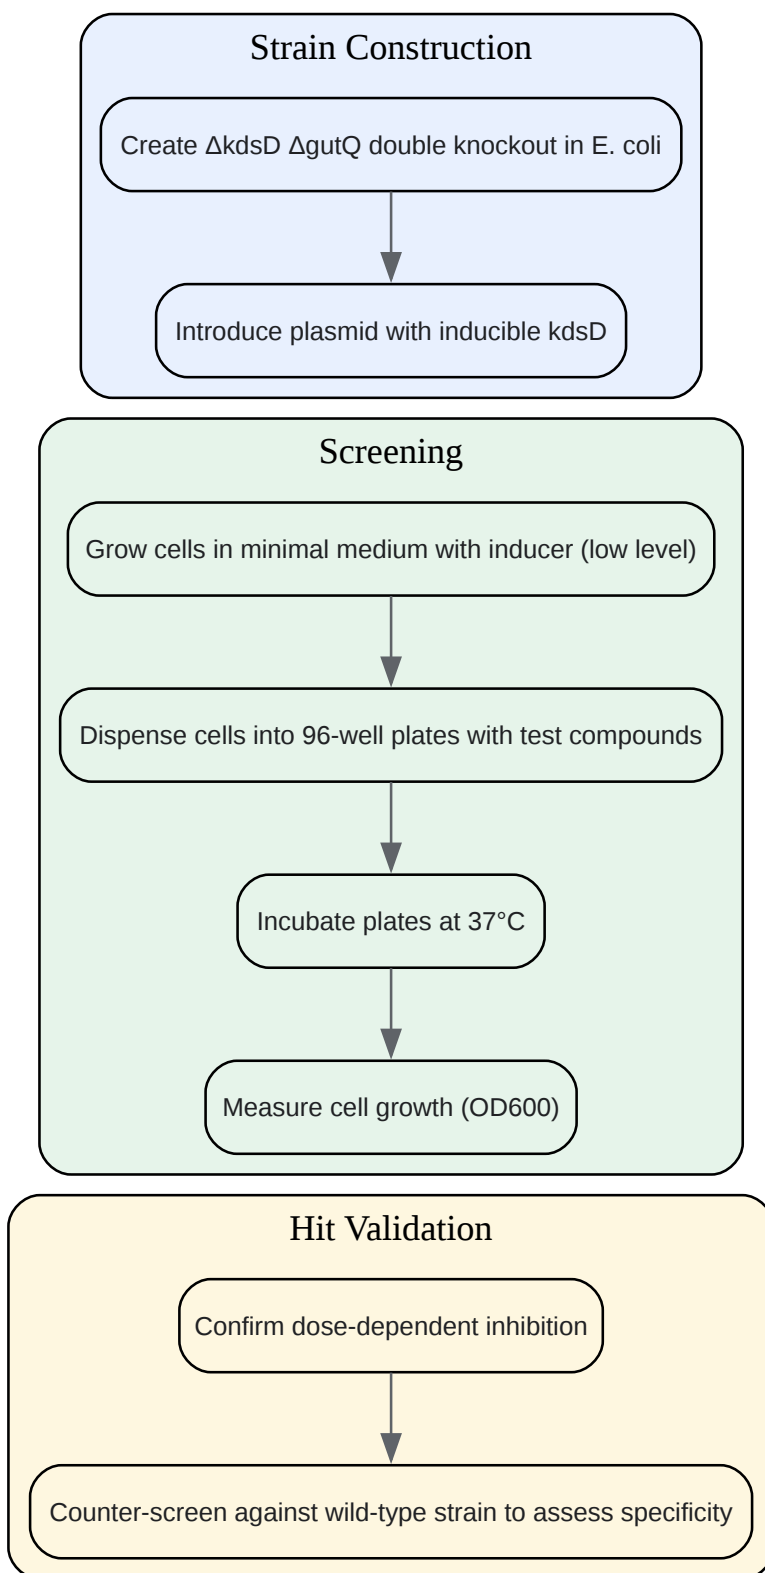 Strain Construction
Create ΔkdsD ΔgutQ double knockout in E. coli
Introduce plasmid with inducible kdsD
Screening
Grow cells in minimal medium with inducer (low level)
Dispense cells into 96-well plates with test compounds
Incubate plates at 37°C
Measure cell growth (OD600)
Hit Validation
Confirm dose-dependent inhibition
Counter-screen against wild-type strain to assess specificity